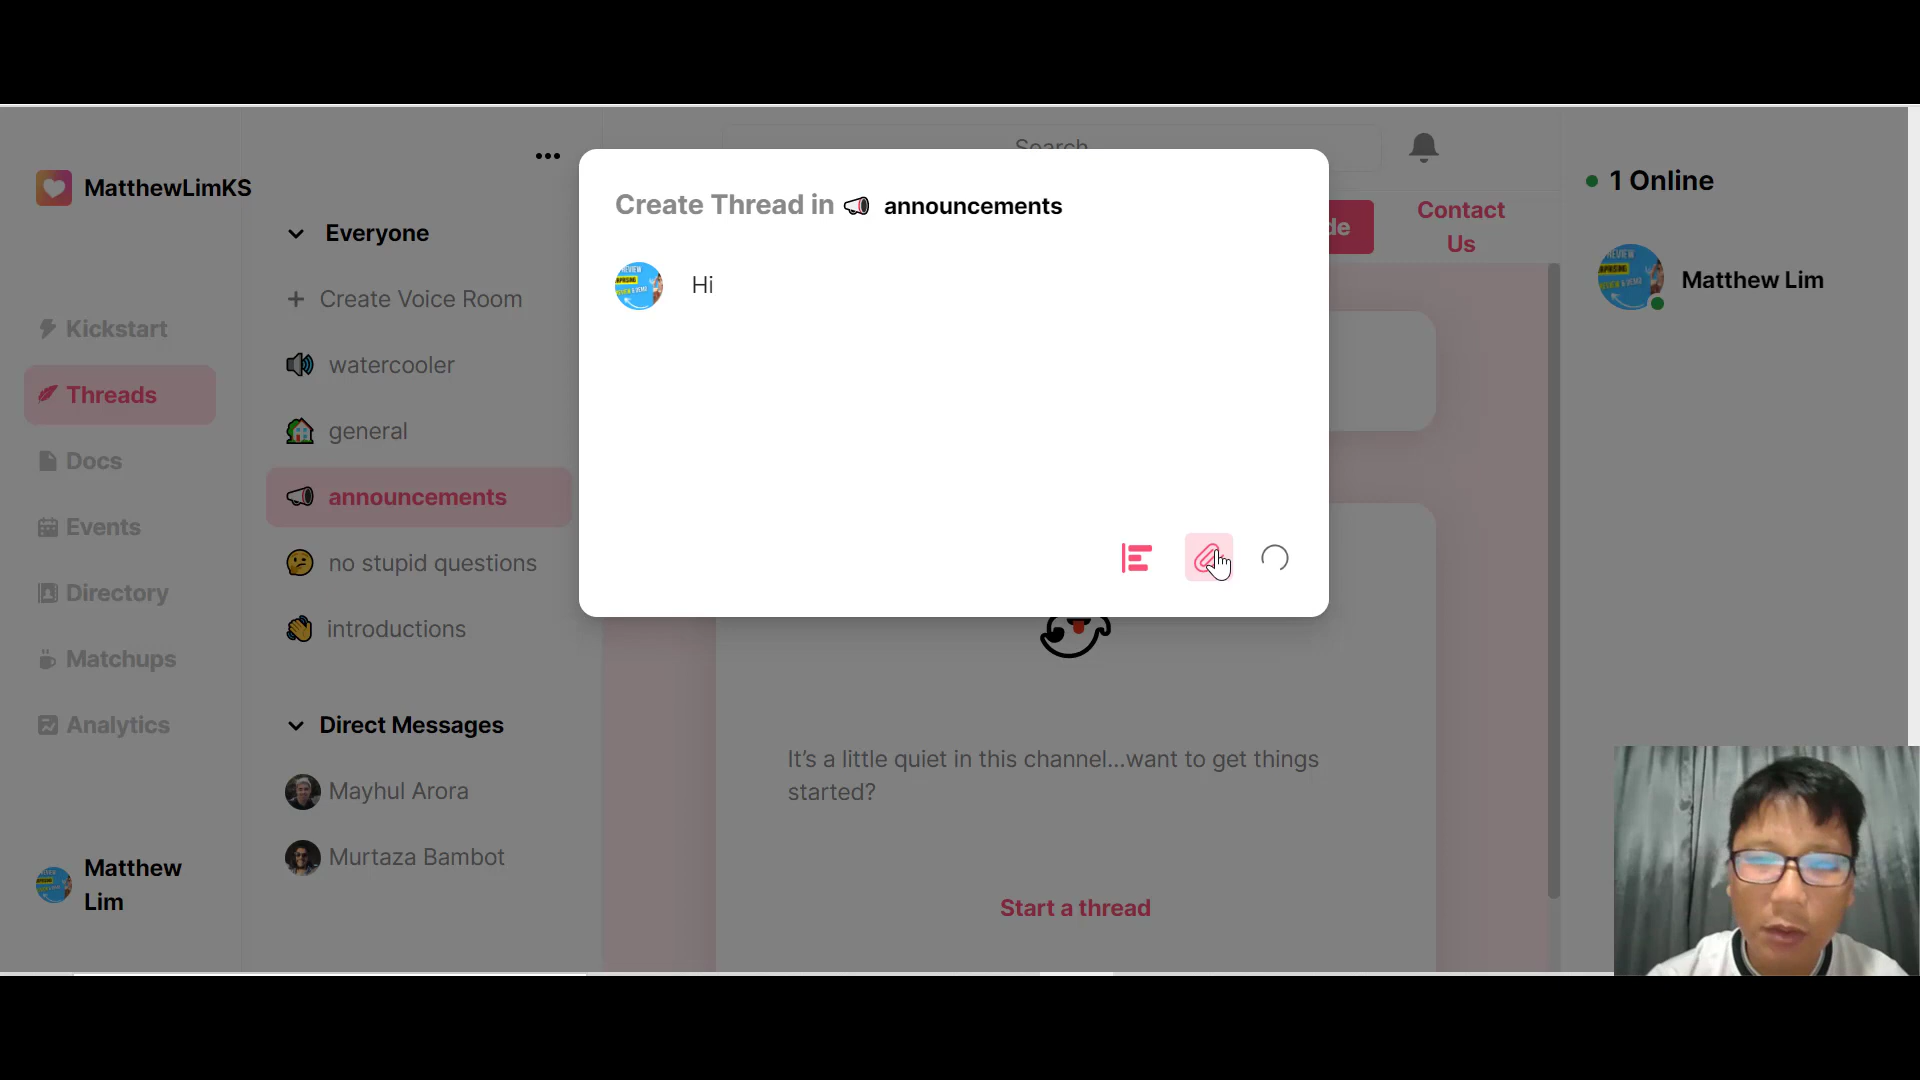 MatthewLimKS
Kickstart
Threads
Docs
Events
Directory
Matchups
Analytics
Matthew
Lim
Everyone
Create Voice Room
watercooler
general
announcements
no stupid questions
introductions
Direct Messages
Mayhul Arora
Murtaza Bambot
Search
Create Thread in announcements
Hi
Contact
Us
It's a little quiet in this channel...want to get things
started?
Start a thread
1 Online
Matthew Lim